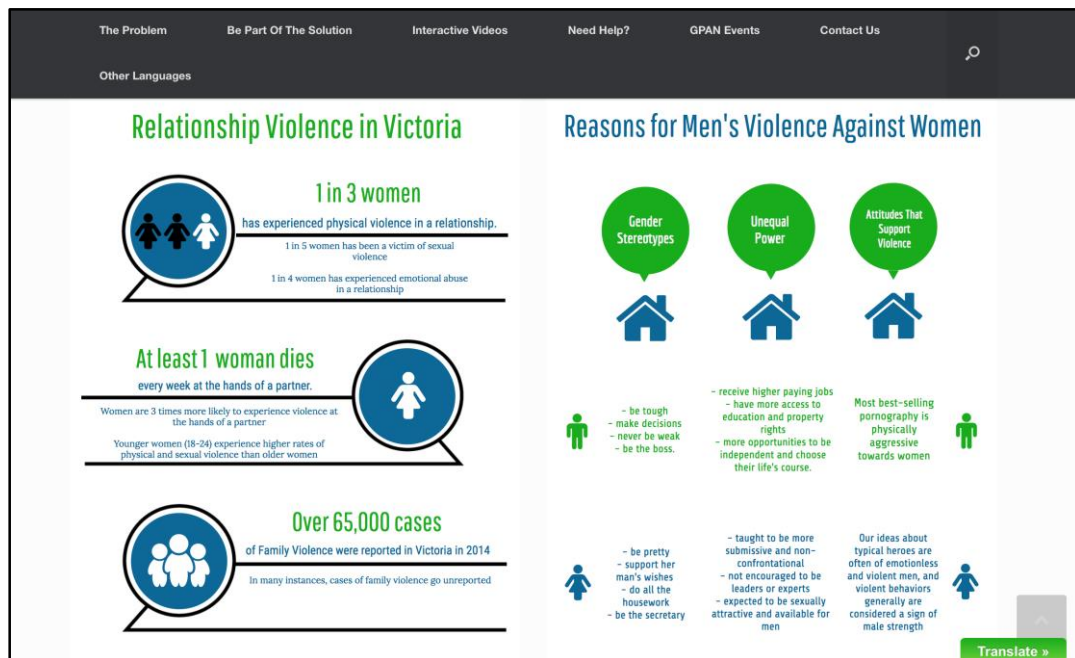 The Problem
Be Part Of The Solution
Interactive Videos
Need Help?
GPAN Events
Contact Us
Other Languages
Relationship Violence in Victoria
1 in 3 women
has experienced physical violence in a relationship.
1 in 5 women has been a victim of sexual
violence
1 in 4 women has experienced emotional abuse
in a relationship
At least 1 woman dies
every week at the hands of a partner.
Women are 3 times more likely to experience violence at
the hands of a partner
Younger women (18-24) experience higher rates of
physical and sexual violence than older women
Over 65,000 cases
of Family Violence were reported in Victoria in 2014
In many instances, cases of family violence go unreported
Reasons for Men's Violence Against Women
Gender
Stereotypes
Unequal
Power
Attitudes That
Support
Violence
- be tough
- make decisions
- never be weak
- be the boss.
- receive higher paying jobs
- have more access to
education and property
rights
- more opportunities to be
independent and choose
their life's course.
Most best-selling
pornography is
physically
aggressive
towards women
- be pretty
- support her
man's wishes
- do all the
housework
- be the secretary
- taught to be more
submissive and non-
confrontational
- not encouraged to be
leaders or experts
- expected to be sexually
attractive and available for
men
Our ideas about
typical heroes are
often of emotionless
and violent men, and
violent behaviors
generally are
considered a sign of
male strength
Translate »